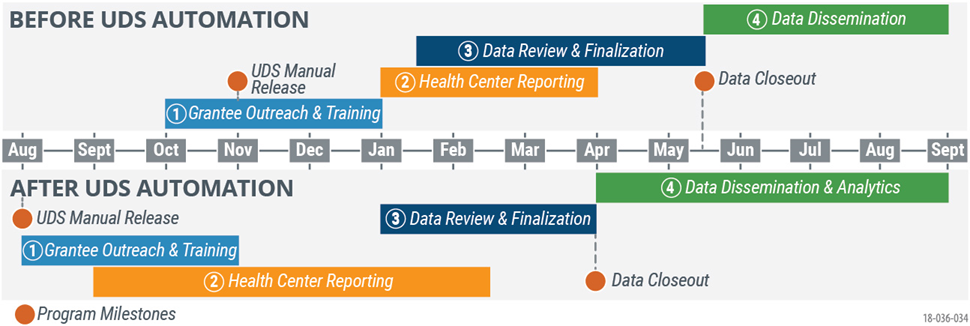 BEFORE UDS AUTOMATION
④ Data Dissemination
③ Data Review & Finalization
UDS Manual
Release
② Health Center Reporting
Data Closeout
① Grantee Outreach & Training
Aug Sept Oct Nov Dec Jan Feb Mar Apr May Jun Jul Aug Sept
AFTER UDS AUTOMATION
④ Data Dissemination & Analytics
UDS Manual Release
③ Data Review & Finalization
① Grantee Outreach & Training
② Health Center Reporting
Data Closeout
Program Milestones
18-036-034